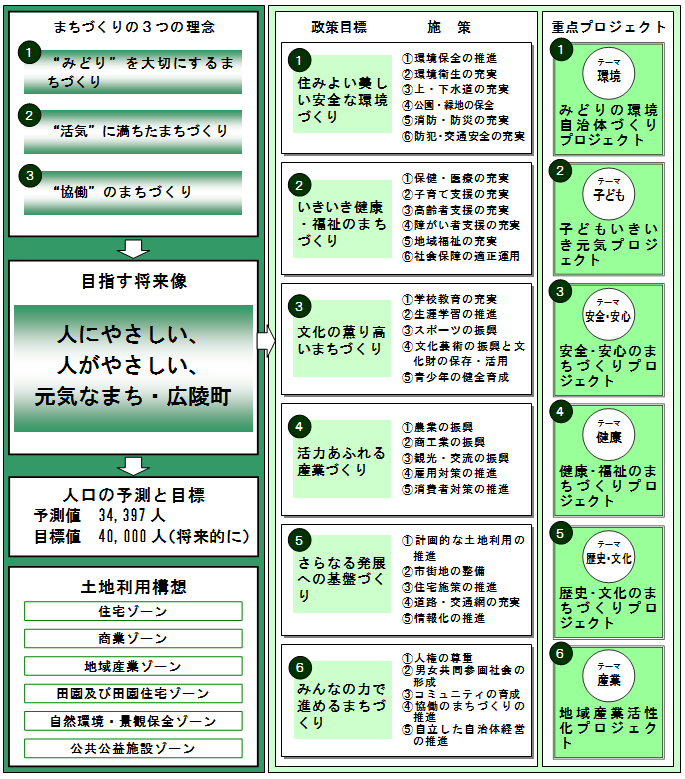 まちづくりの3つの理念
1
“みどり”を大切にするま
ちづくり
2
“活気”に満ちたまちづくり
3
“協働”のまちづくり
目指す将来像
人にやさしい、
人がやさしい、
元気なまち・広陵町
人口の予測と目標
予測値 34,397人
目標値 40,000人(将来的に)
土地利用構想
住宅ゾーン
商業ゾーン
地域産業ゾーン
田園及び田園住宅ゾーン
自然環境・景観保全ゾーン
公共公益施設ゾーン
政策目標
施 策
1
住みよい美し
い安全な環境
づくり
①環境保全の推進
②環境衛生の充実
③上・下水道の充実
④公園・緑地の保全
⑤消防・防災の充実
⑥防犯・交通安全の充実
2
いきいき健康
・福祉のまち
づくり
①保健・医療の充実
②子育て支援の充実
③高齢者支援の充実
④障がい者支援の充実
⑤地域福祉の充実
⑥社会保障の適正運用
3
文化の薫り高
いまちづくり
①学校教育の充実
②生涯学習の推進
③スポーツの振興
④文化芸術の振興と文
化財の保存・活用
⑤青少年の健全育成
4
活力あふれる
産業づくり
①農業の振興
②商工業の振興
③観光・交流の振興
④雇用対策の推進
⑤消費者対策の推進
5
さらなる発展
への基盤づく
り
①計画的な土地利用の
推進
②市街地の整備
③住宅施策の推進
④道路・交通網の充実
⑤情報化の推進
6
みんなの力で
進めるまちづ
くり
①人権の尊重
②男女共同参画社会の
形成
③コミュニティの育成
④協働のまちづくりの
推進
⑤自立した自治体経営
の推進
重点プロジェクト
1
テーマ
環境
みどりの環境
自治体づくり
プロジェクト
2
テーマ
子ども
子どもいきい
き元気プロジ
ェクト
3
テーマ
安全・安心
安全・安心のま
ちづくりプロ
ジェクト
4
テーマ
健康
健康・福祉のま
ちづくりプロ
ジェクト
5
テーマ
歴史・文化
歴史・文化のま
ちづくりプロ
ジェクト
6
テーマ
産業
地域産業活性
化プロジェク
ト